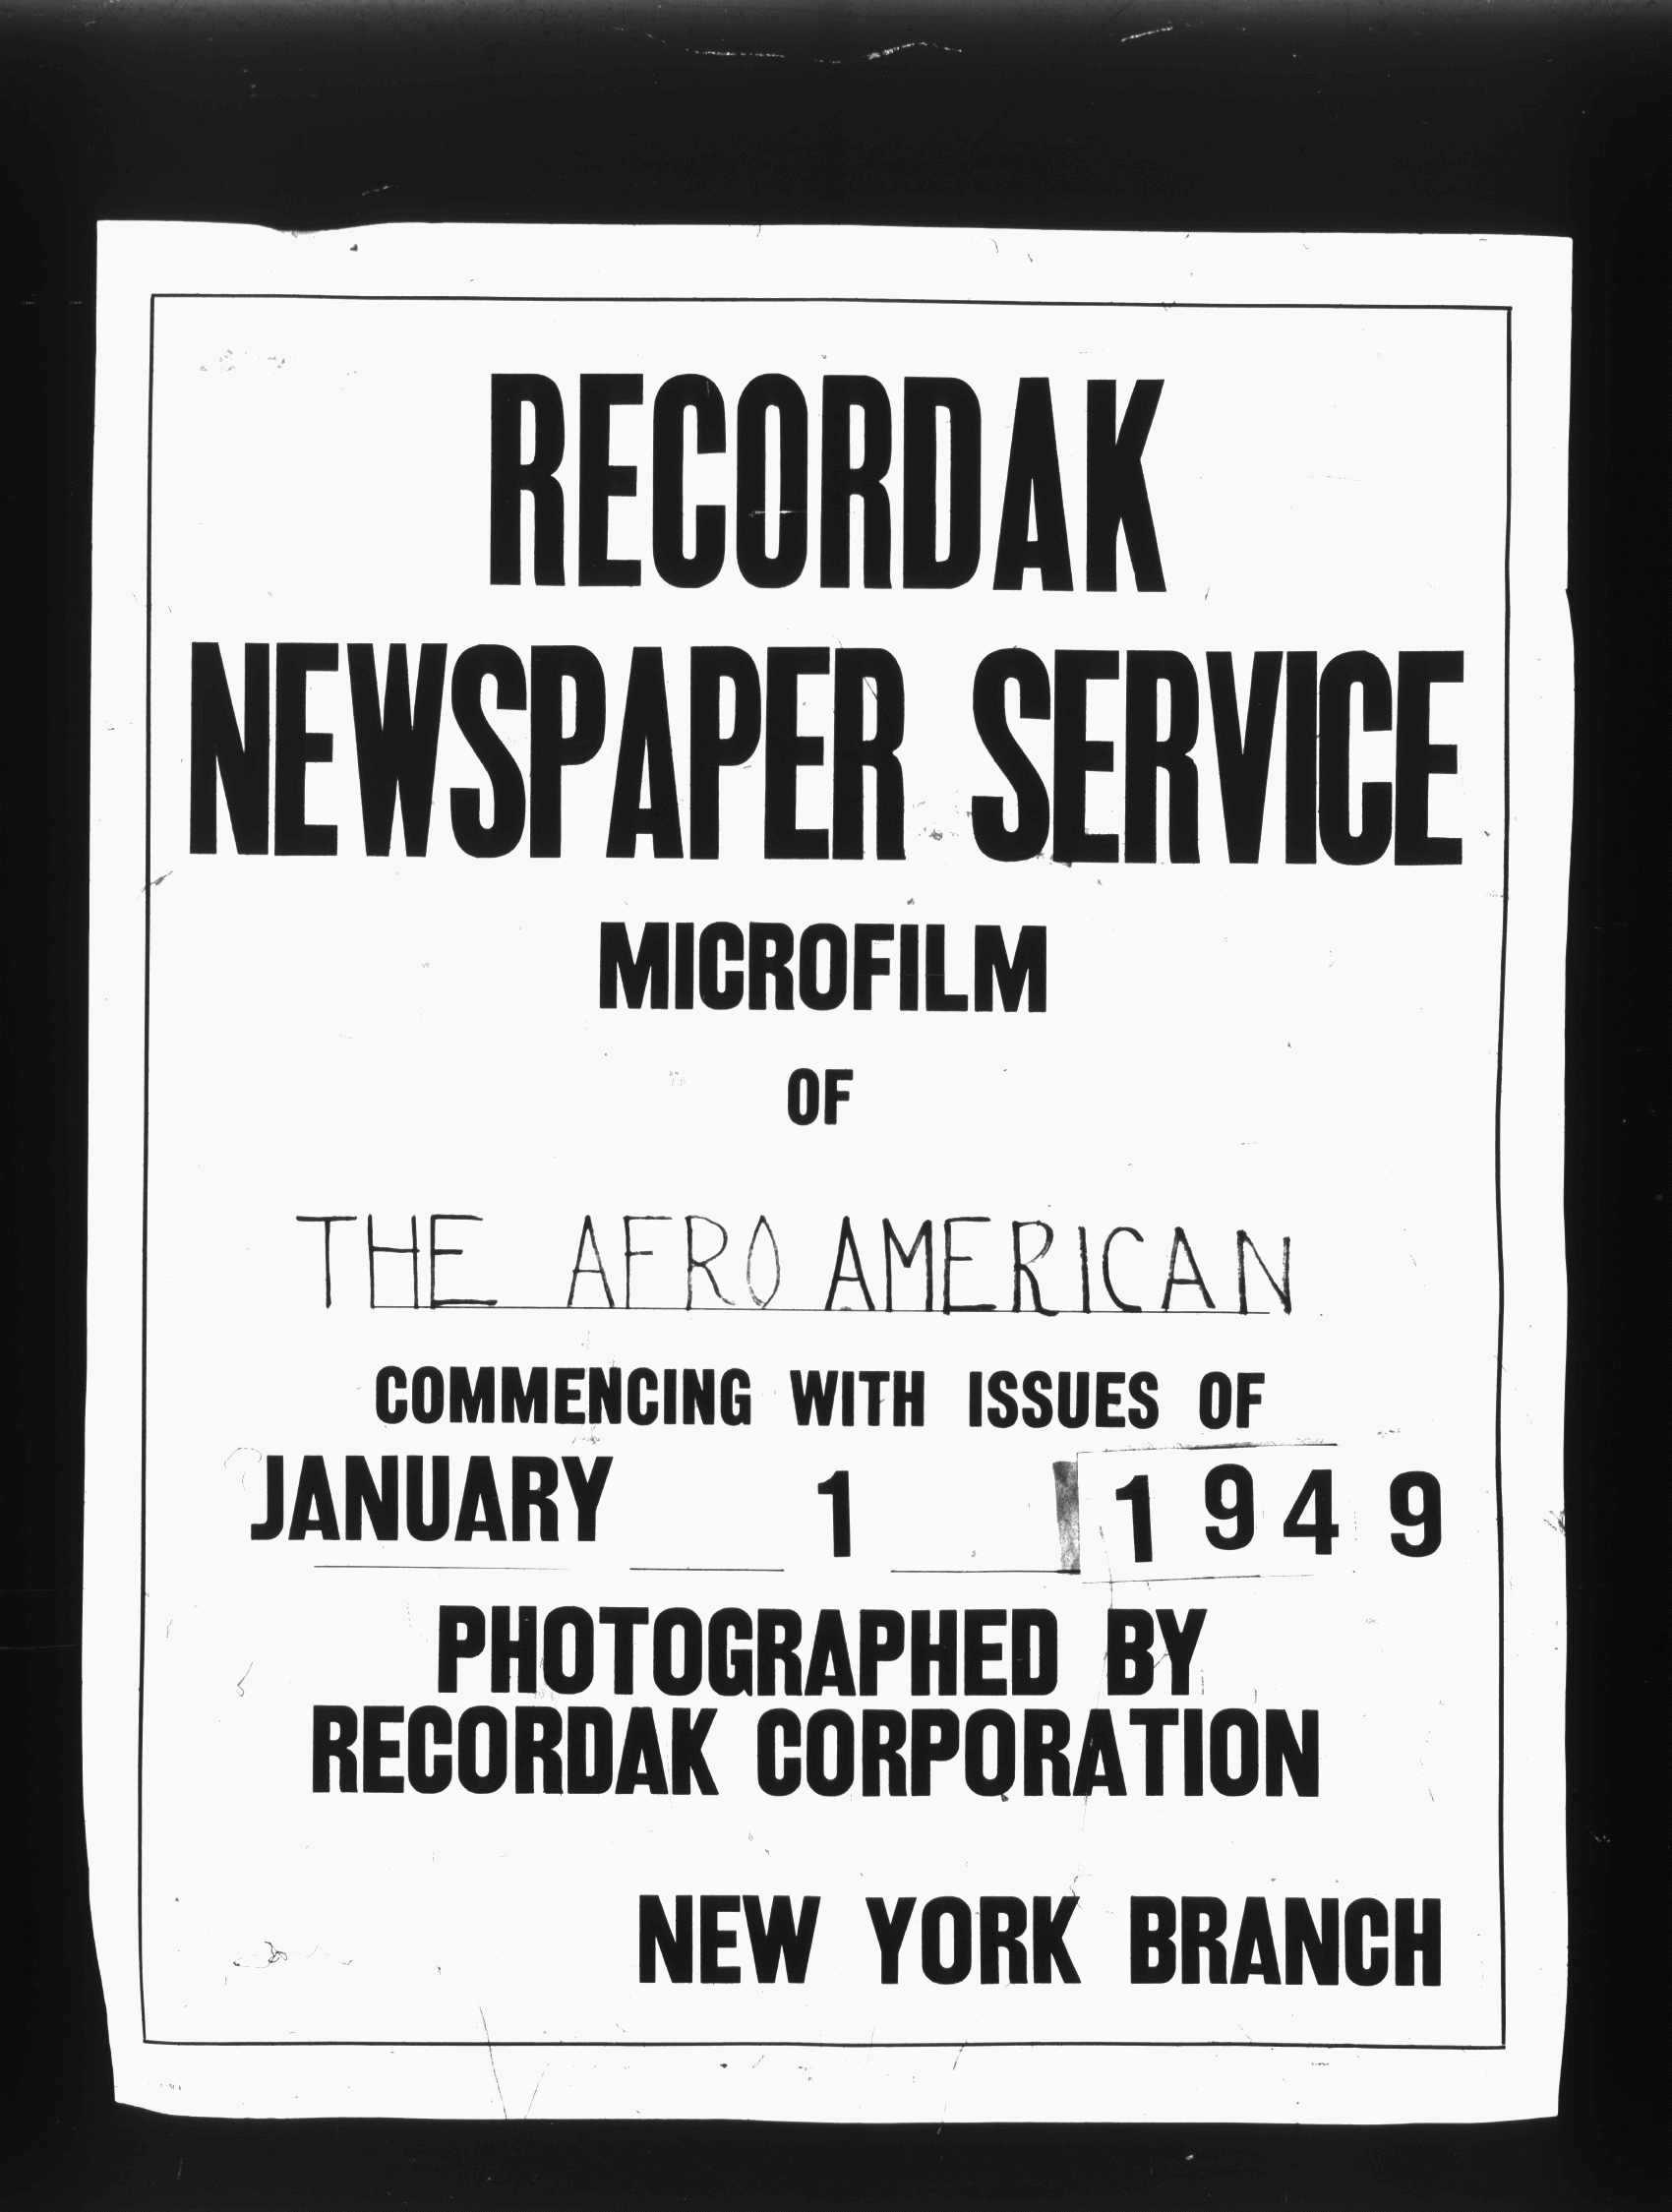 RECORDAK
NEWSPAPER SERVICE
MICROFILM
OF
THE AFRO AMERICAN
COMMENCING WITH ISSUES OF
JANUARY 1 1949
PHOTOGRAPHED BY
RECORDAK CORPORATION
NEW YORK BRANCH